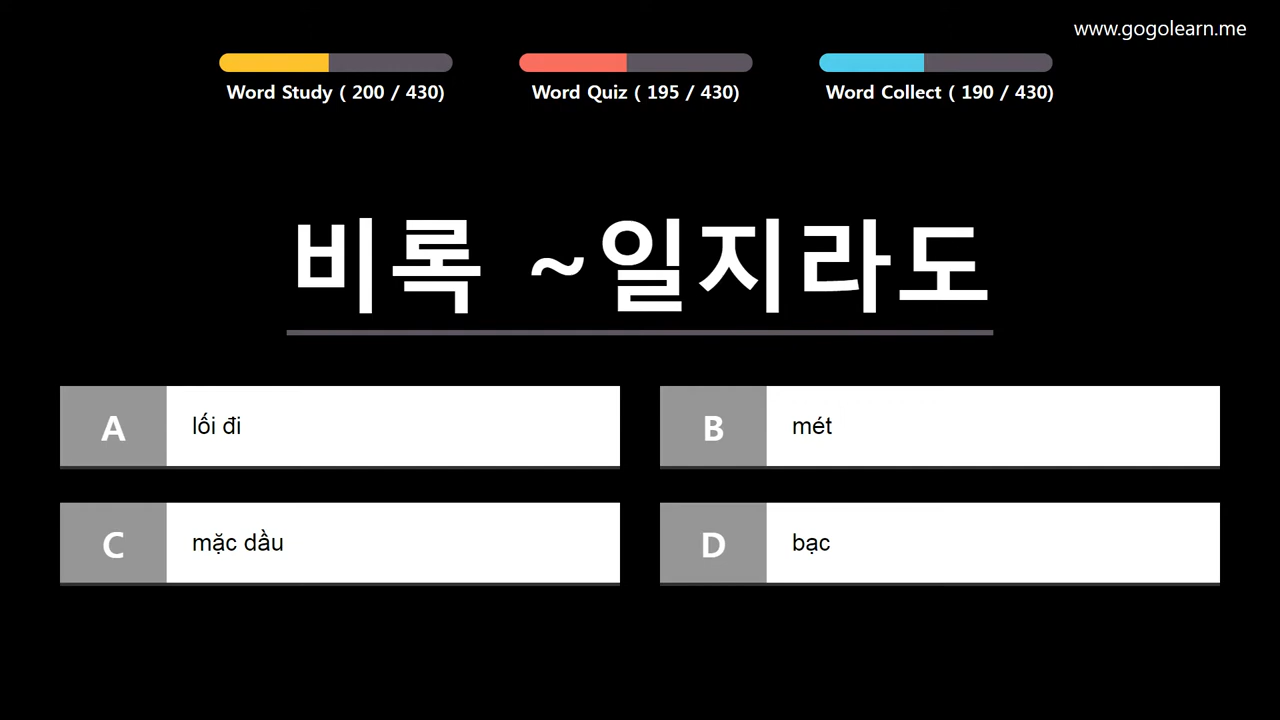 www.gogolearn.me
Word Study ( 200 / 430)
Word Quiz ( 195 / 430)
Word Collect ( 190 / 430)
비록 ~일지라도
A lối đi
B mét
C mặc dầu
D bạc